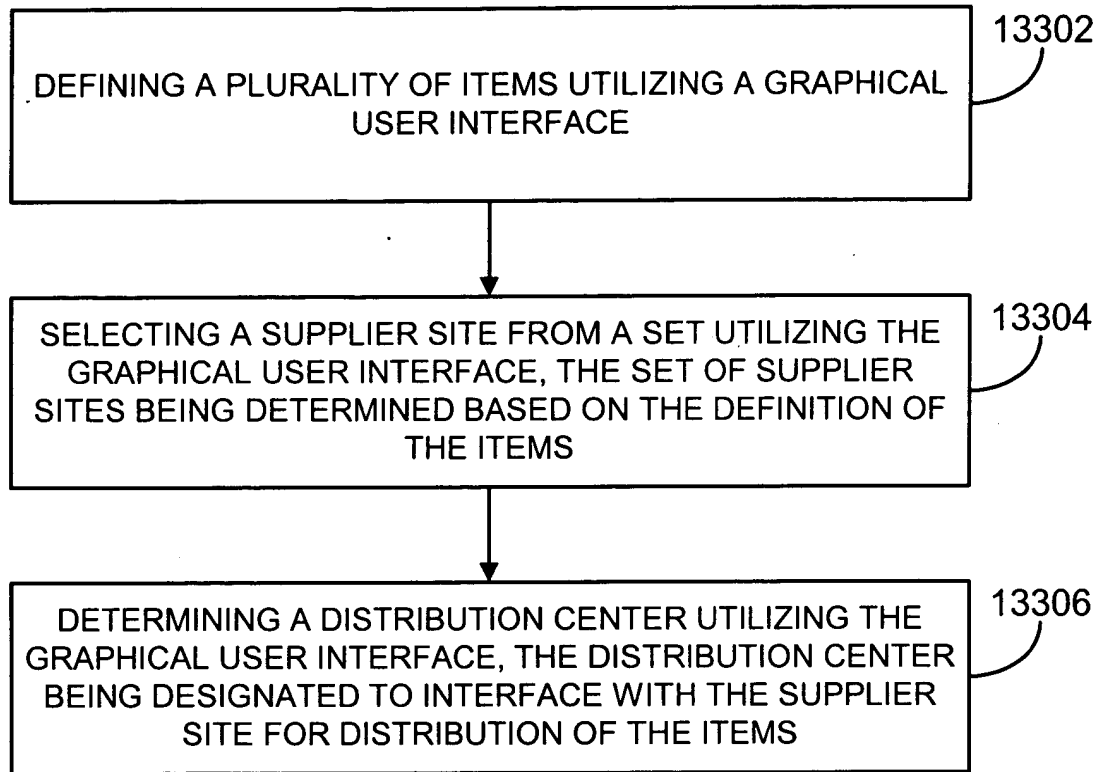 13302
DEFINING A PLURALITY OF ITEMS UTILIZING A GRAPHICAL
USER INTERFACE
13304
SELECTING A SUPPLIER SITE FROM A SET UTILIZING THE
GRAPHICAL USER INTERFACE, THE SET OF SUPPLIER
SITES BEING DETERMINED BASED ON THE DEFINITION OF
THE ITEMS
13306
DETERMINING A DISTRIBUTION CENTER UTILIZING THE
GRAPHICAL USER INTERFACE, THE DISTRIBUTION CENTER
BEING DESIGNATED TO INTERFACE WITH THE SUPPLIER
SITE FOR DISTRIBUTION OF THE ITEMS